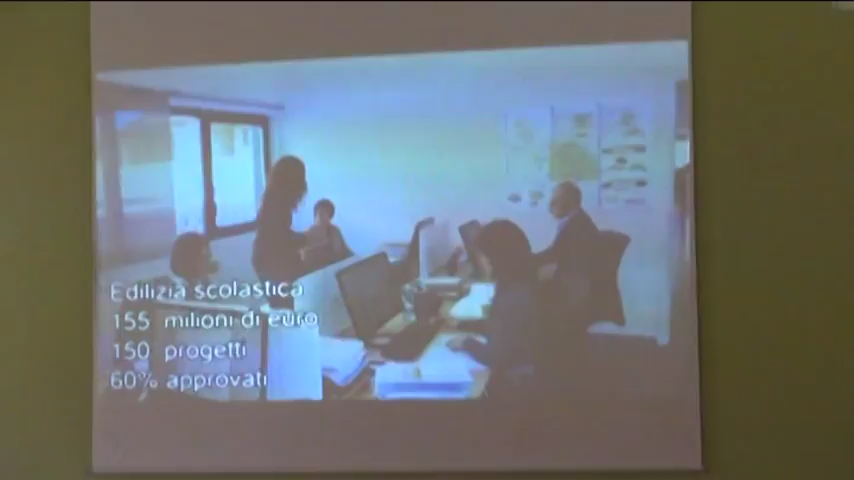 Edilizia scolastica
155 milioni di euro
150 progetti
60% approvati